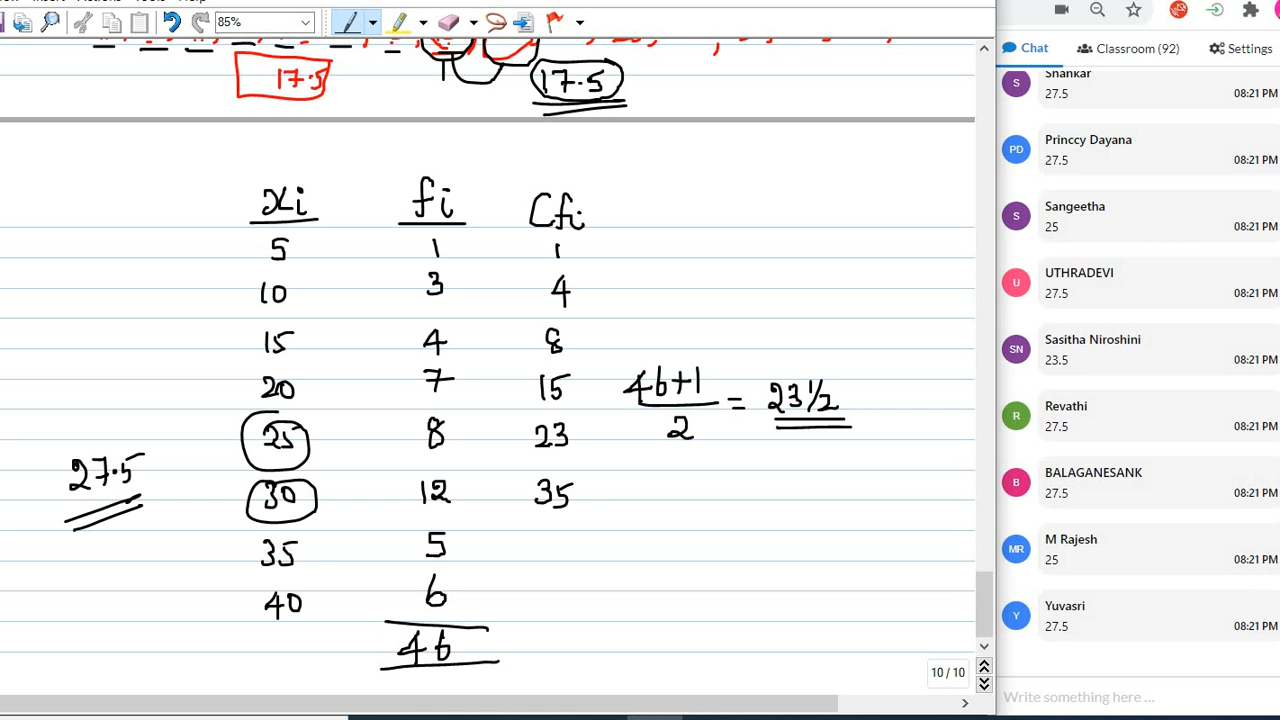 85%
17.5
17.5
xi fi Cfi
5 1 1
10 3 4
15 4 8
20 7 15
46+1
2
= 23 1/2
25 8 23
27.5
30 12 35
35 5
40 6
46
10 / 10
Chat
Classroom (92)
Settings
S
Shankar
27.5
08:21 PM
PD
Princcy Dayana
27.5
08:21 PM
S
Sangeetha
25
08:21 PM
U
UTHRADEVI
27.5
08:21 PM
SN
Sasitha Niroshini
23.5
08:21 PM
R
Revathi
27.5
08:21 PM
B
BALAGANESANK
27.5
08:21 PM
MR
M Rajesh
25
08:21 PM
Y
Yuvasri
27.5
08:21 PM
Write something here ...